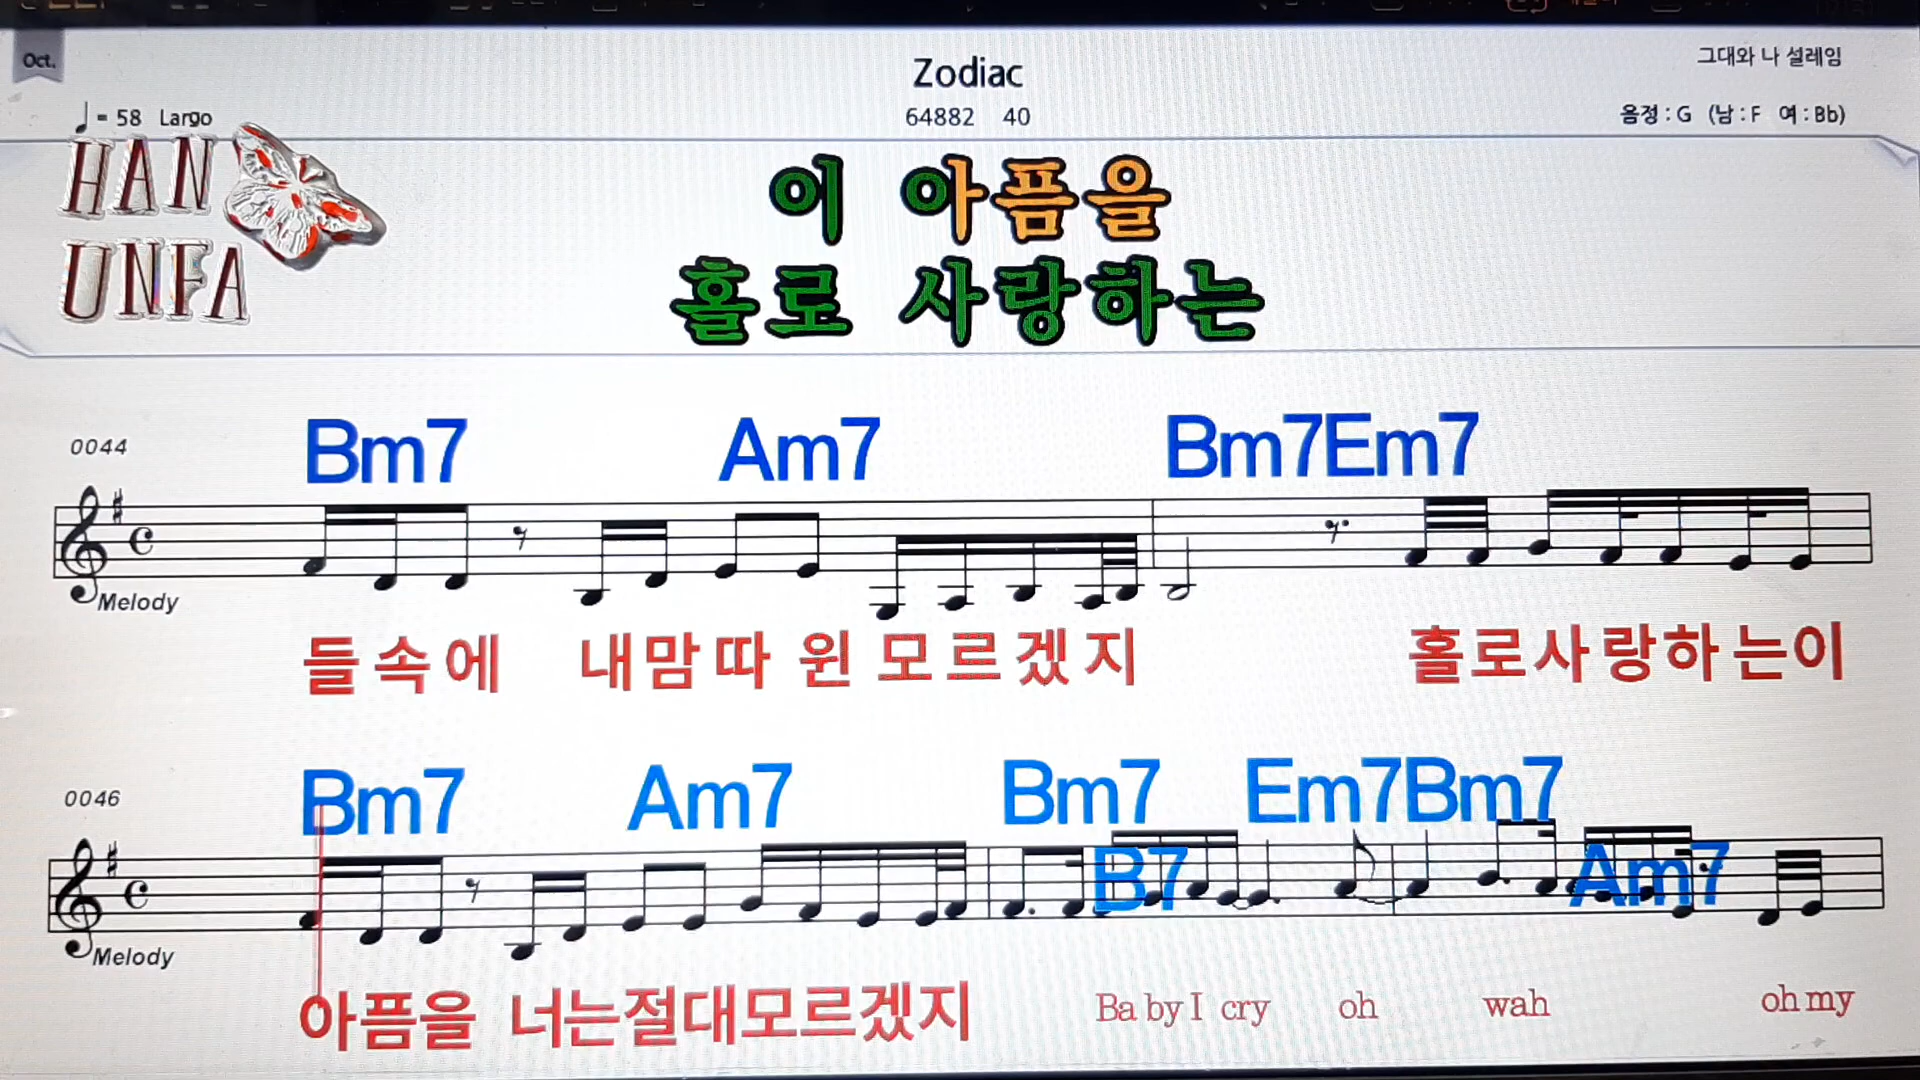 Oct.
Zodiac
그대와 나 설레임
♩ = 58 Largo
64882 40
음정 : G (남 : F 여 : Bb)
HAN
UNFA
이 아픔을
홀로 사랑하는
0044
Bm7 Am7 Bm7Em7
Melody
들 속 에 내맘 따 윈 모 르 겠 지 홀로사 랑하 는이
0046
Bm7 Am7 Bm7 Em7Bm7
B7 Am7
Melody
아픔을 너는절대모르겠지 Ba by I cry oh wah oh my